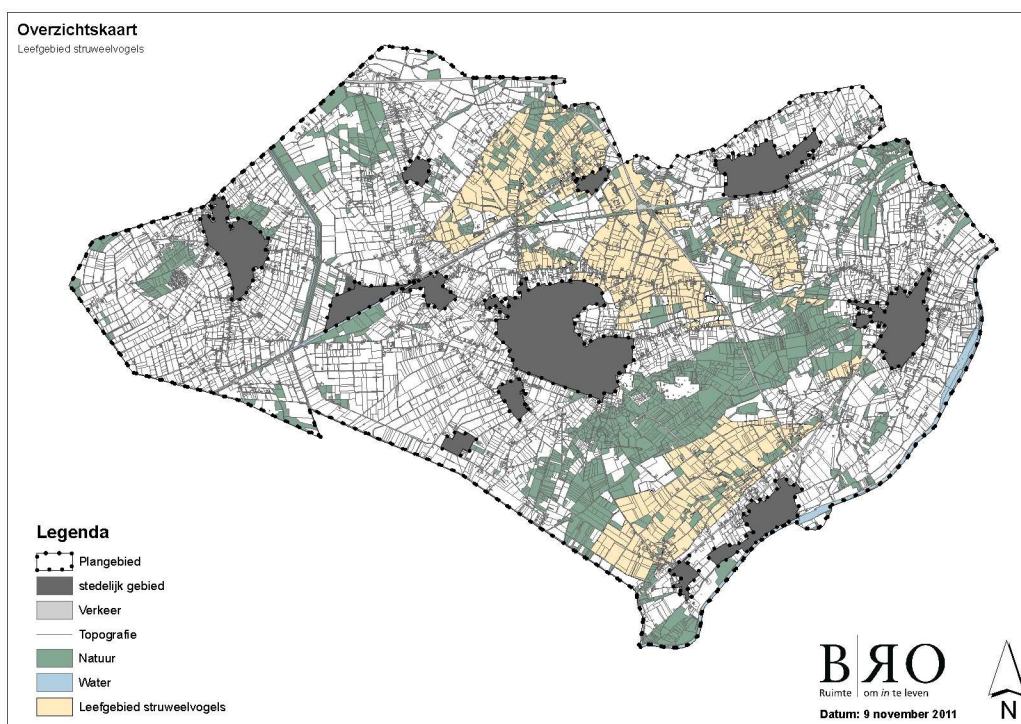 Overzichtskaart
Leefgebied struweelvogels
Legenda
Plangebied
stedelijk gebied
Verkeer
Topografie
Natuur
Water
Leefgebied struweelvogels
BRO
Ruimte om in te leven
Datum: 9 november 2011
N